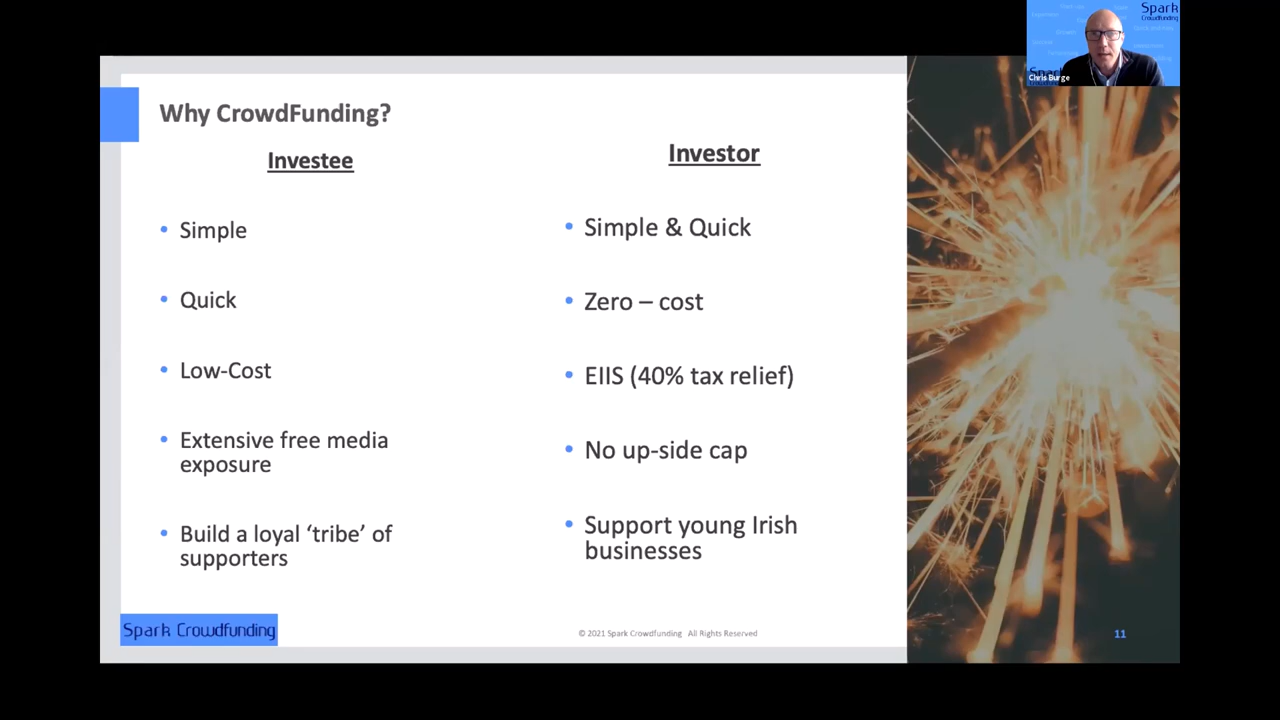 Spark
Crowdfunding
Chris Burge
Why CrowdFunding?
Investee
• Simple
• Quick
• Low-Cost
• Extensive free media
exposure
• Build a loyal ‘tribe’ of
supporters
Investor
• Simple & Quick
• Zero – cost
• EIIS (40% tax relief)
• No up-side cap
• Support young Irish
businesses
Spark Crowdfunding
© 2021 Spark Crowdfunding All Rights Reserved
11